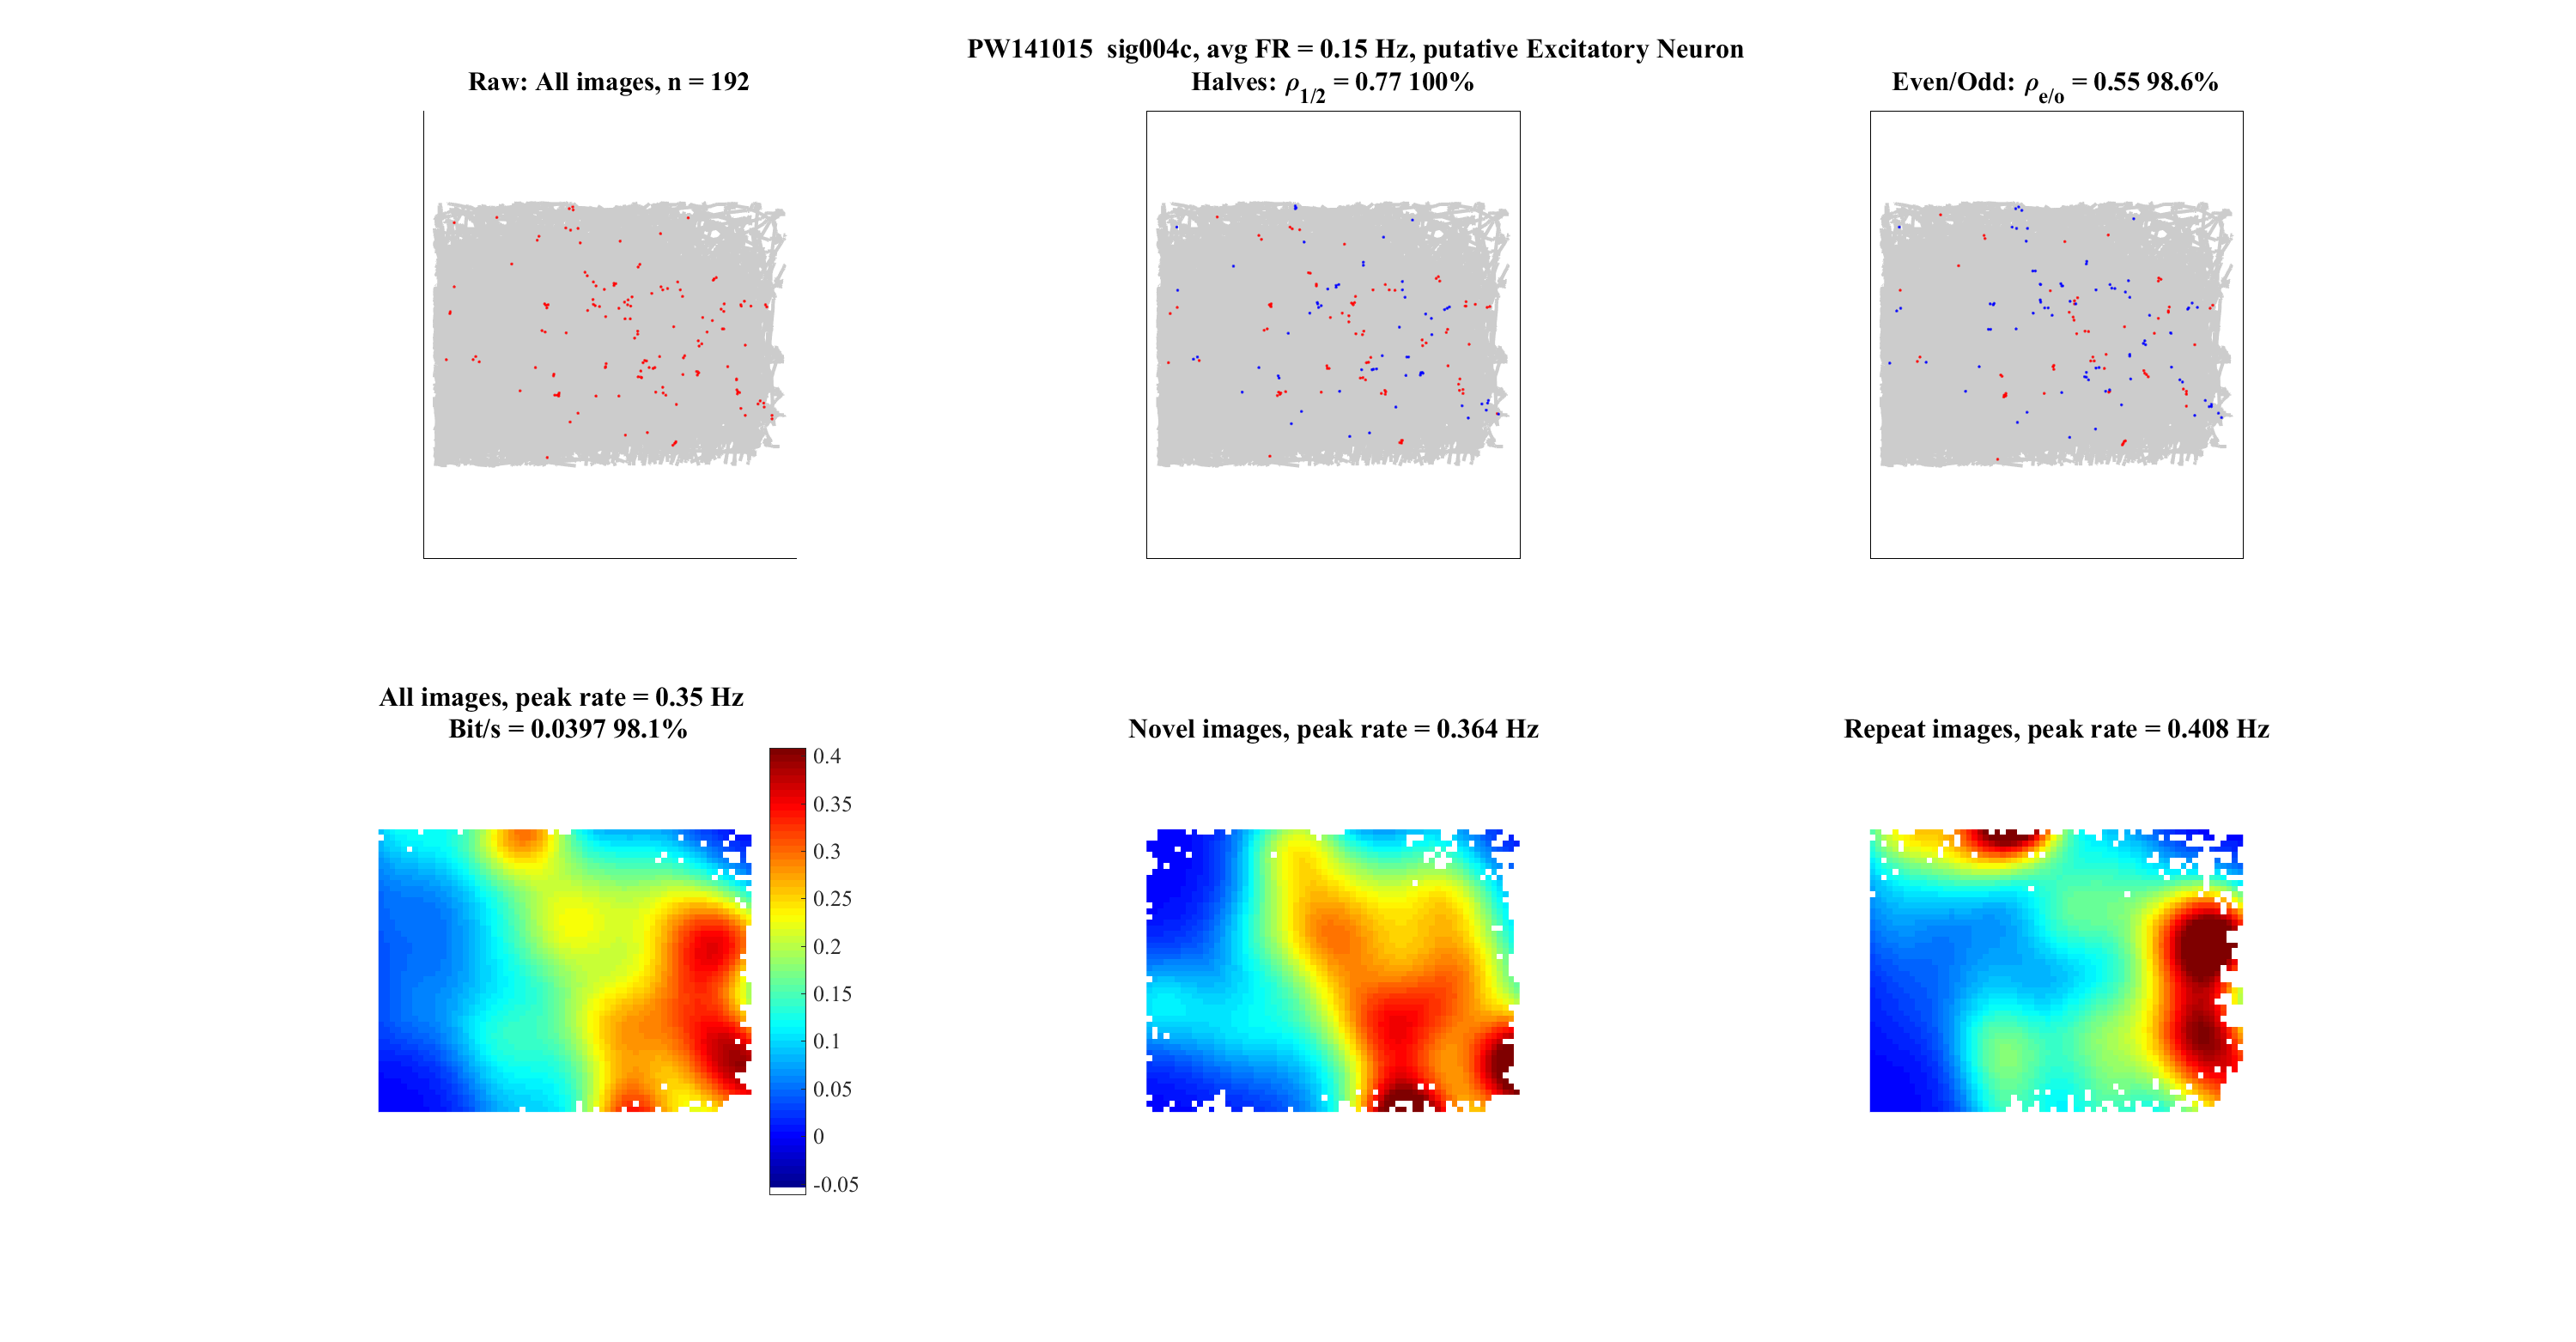 PW141015 sig004c, avg FR = 0.15 Hz, putative Excitatory Neuron
Raw: All images, n = 192
Halves: ρ1/2 = 0.77 100%
Even/Odd: ρe/o = 0.55 98.6%
All images, peak rate = 0.35 Hz
Bit/s = 0.0397 98.1%
Novel images, peak rate = 0.364 Hz
Repeat images, peak rate = 0.408 Hz
0.4
0.35
0.3
0.25
0.2
0.15
0.1
0.05
0
-0.05